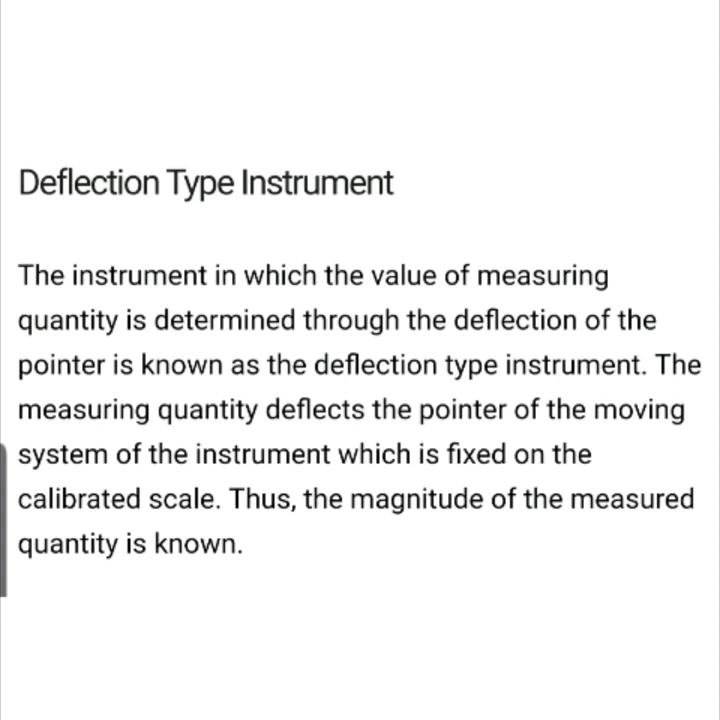 Deflection Type Instrument
The instrument in which the value of measuring
quantity is determined through the deflection of the
pointer is known as the deflection type instrument. The
measuring quantity deflects the pointer of the moving
system of the instrument which is fixed on the
calibrated scale. Thus, the magnitude of the measured
quantity is known.